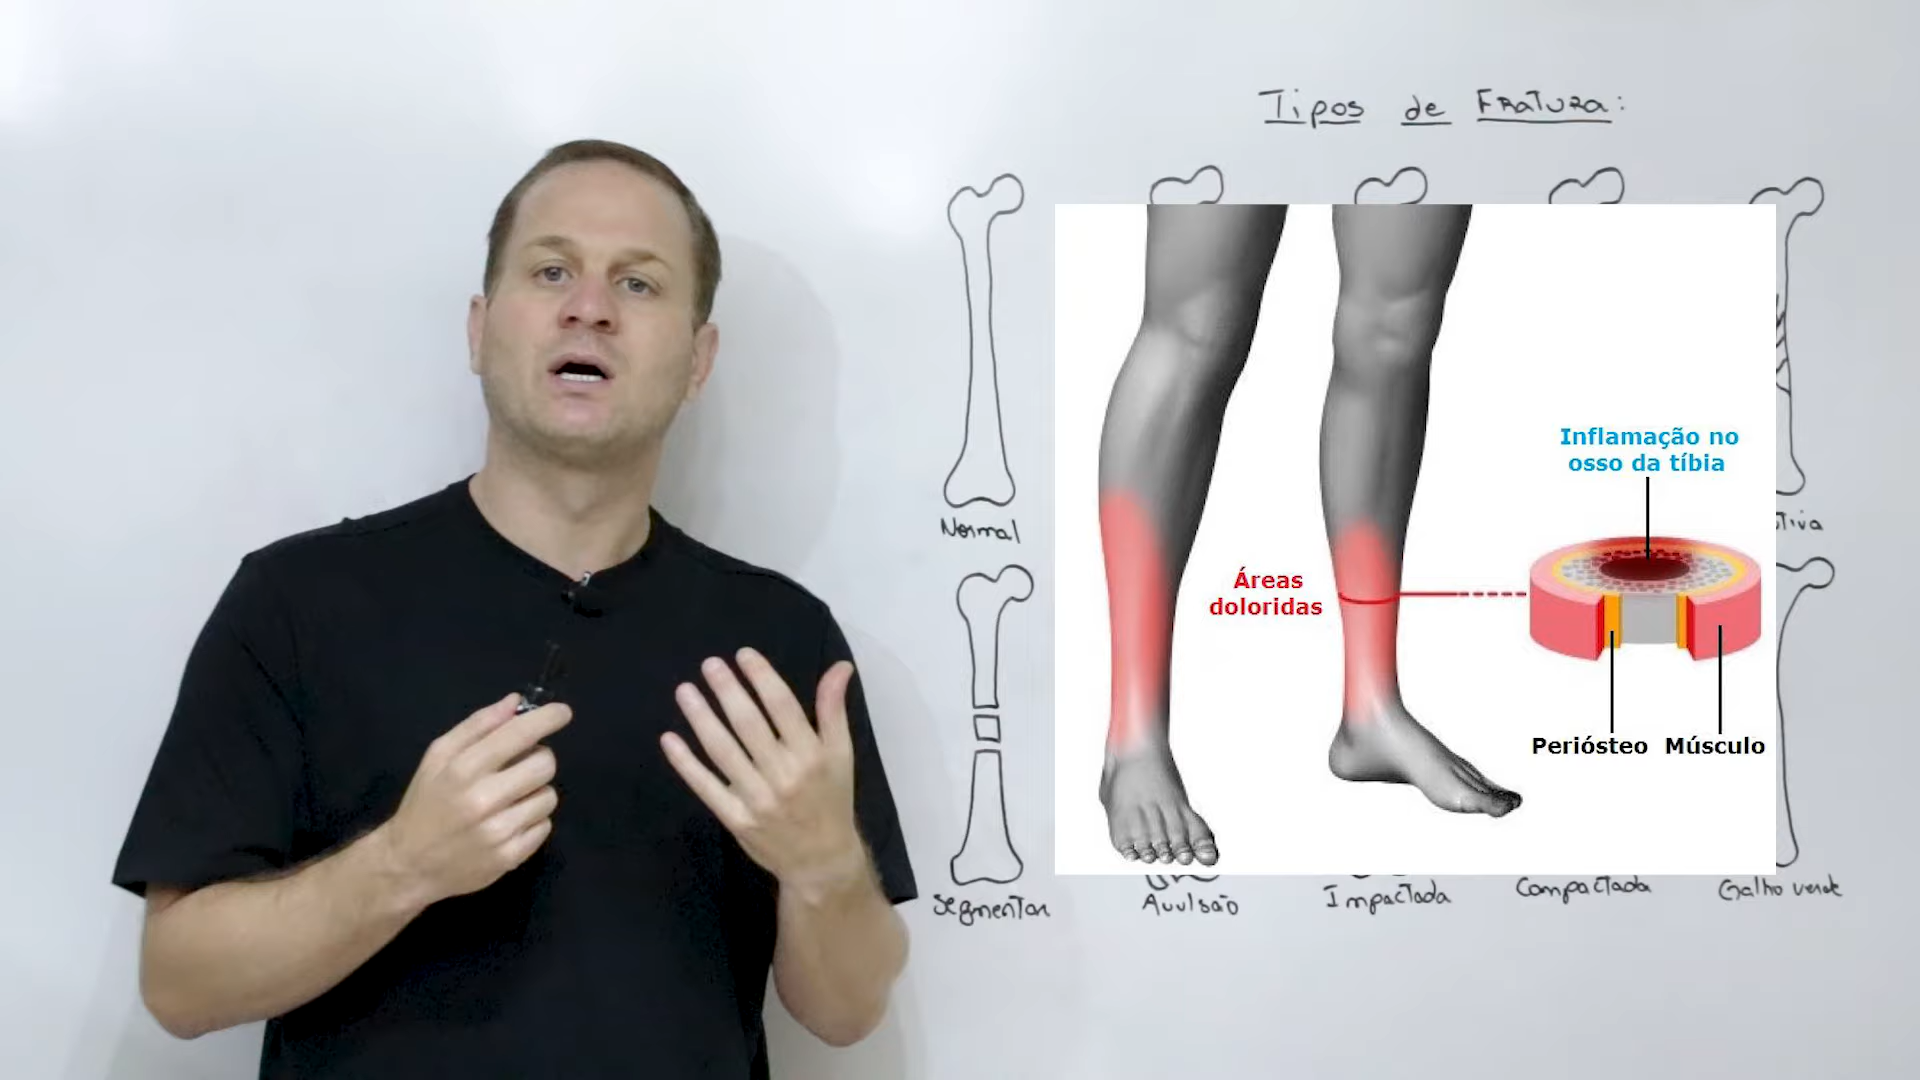 Tipos de Fratura:
Normal
Inflamação no
osso da tíbia
Áreas
doloridas
Periósteo Músculo
Segmentar
Avulsão
Impactada
Compactada
Galho verde